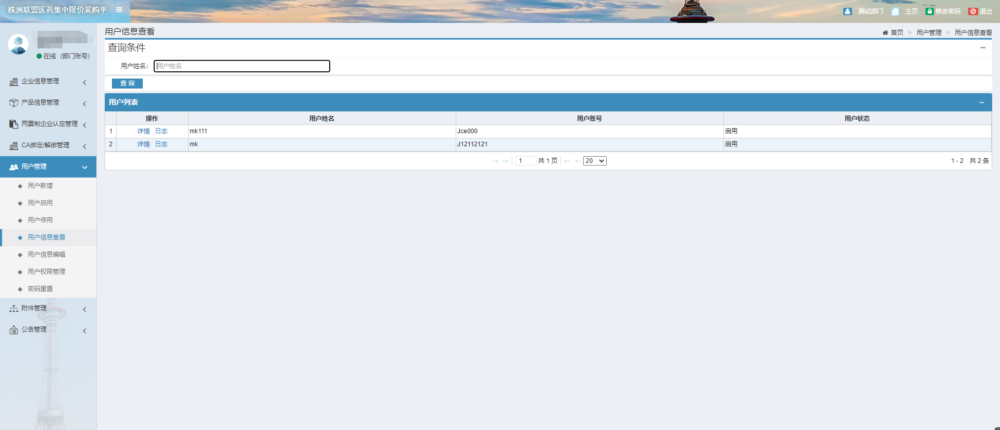 株洲联盟医药集中限价采购平
测试部门 主页 修改密码 退出
在线 (部门账号)
企业信息管理
产品信息管理
两票制企业认定管理
CA绑定/解绑管理
用户管理
用户新增
用户启用
用户停用
用户信息查看
用户信息编辑
用户权限管理
密码重置
附件管理
公告管理
用户信息查看
首页 > 用户管理 > 用户信息查看
查询条件
用户姓名： 用户姓名
查 询
用户列表
操作 用户姓名 用户账号 用户状态
1 详情 日志 mk111 Jce000 启用
2 详情 日志 mk J12112121 启用
1 共 1 页 20 1 - 2 共 2 条